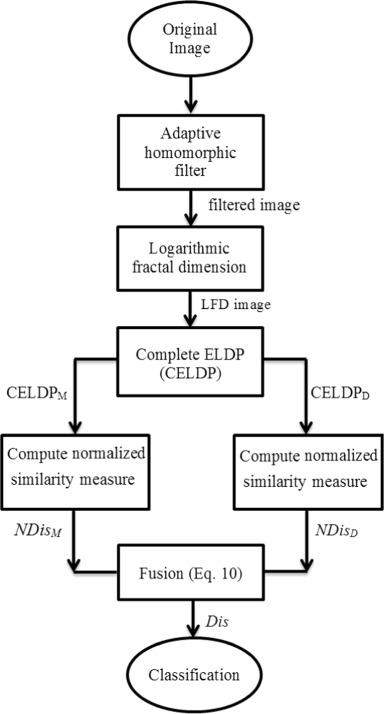 Original
Image
Adaptive
homomorphic
filter
filtered image
Logarithmic
fractal dimension
LFD image
Complete ELDP
(CELDP)
CELDPM
CELDPD
Compute normalized
similarity measure
Compute normalized
similarity measure
NDisM
NDisD
Fusion (Eq. 10)
Dis
Classification